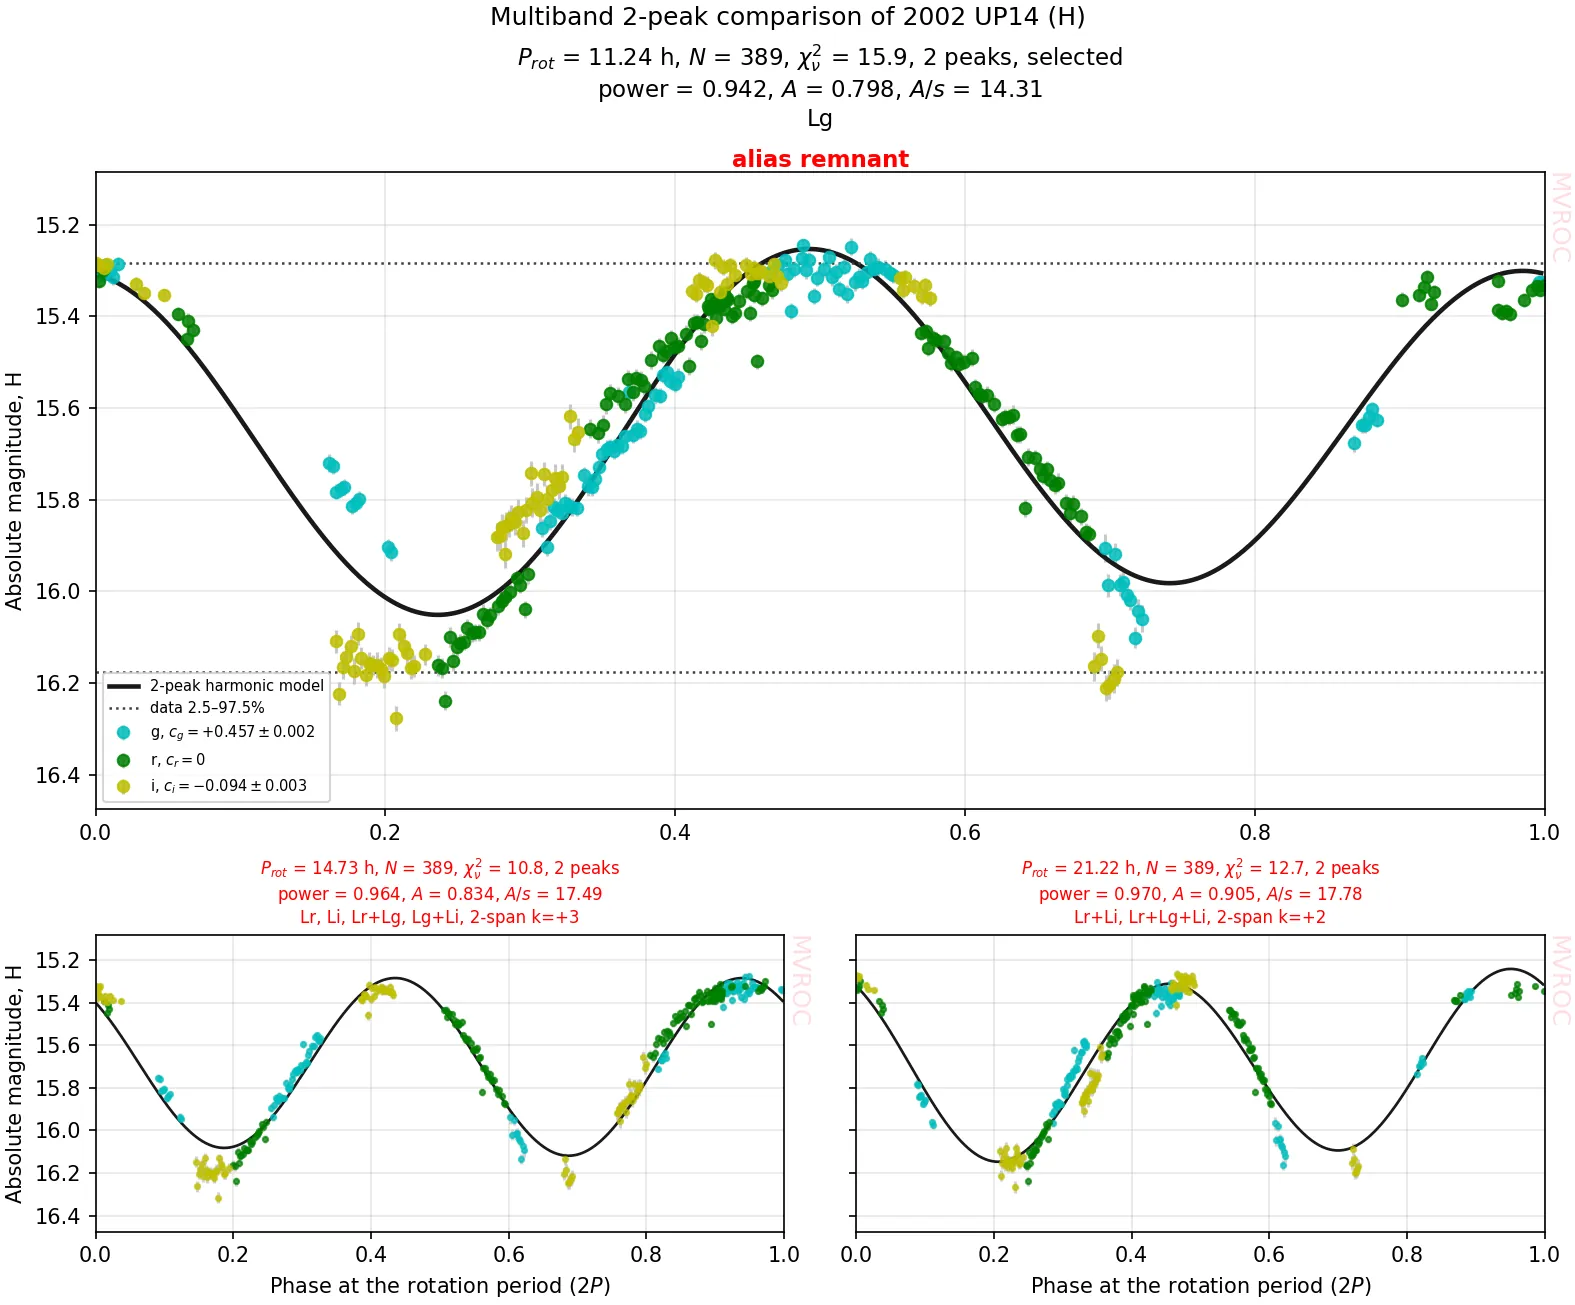 Multiband 2-peak comparison of 2002 UP14 (H)
P_rot = 11.24 h, N = 389, χ²_ν = 15.9, 2 peaks, selected
power = 0.942, A = 0.798, A/s = 14.31
Lg
alias remnant
MVROC
15.2
15.4
15.6
15.8
16.0
16.2
16.4
Absolute magnitude, H
2-peak harmonic model
data 2.5–97.5%
g, c_g = +0.457 ± 0.002
r, c_r = 0
i, c_i = −0.094 ± 0.003
0.0 0.2 0.4 0.6 0.8 1.0
P_rot = 14.73 h, N = 389, χ²_ν = 10.8, 2 peaks
power = 0.964, A = 0.834, A/s = 17.49
Lr, Li, Lr+Lg, Lg+Li, 2-span k=+3
MVROC
15.2
15.4
15.6
15.8
16.0
16.2
16.4
Absolute magnitude, H
0.0 0.2 0.4 0.6 0.8 1.0
Phase at the rotation period (2P)
P_rot = 21.22 h, N = 389, χ²_ν = 12.7, 2 peaks
power = 0.970, A = 0.905, A/s = 17.78
Lr+Li, Lr+Lg+Li, 2-span k=+2
MVROC
0.0 0.2 0.4 0.6 0.8 1.0
Phase at the rotation period (2P)